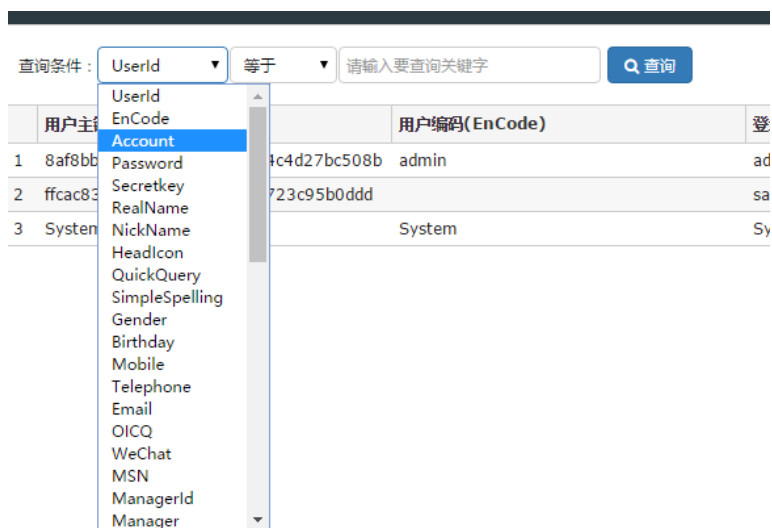 查询条件： UserId 等于 请输入要查询关键字 查询
UserId
EnCode
Account
Password
Secretkey
RealName
NickName
HeadIcon
QuickQuery
SimpleSpelling
Gender
Birthday
Mobile
Telephone
Email
OICQ
WeChat
MSN
ManagerId
Manager
用户主 用户编码(EnCode) 登
1 8af8bb 4c4d27bc508b admin ad
2 ffcac83 723c95b0ddd sa
3 System System Sy